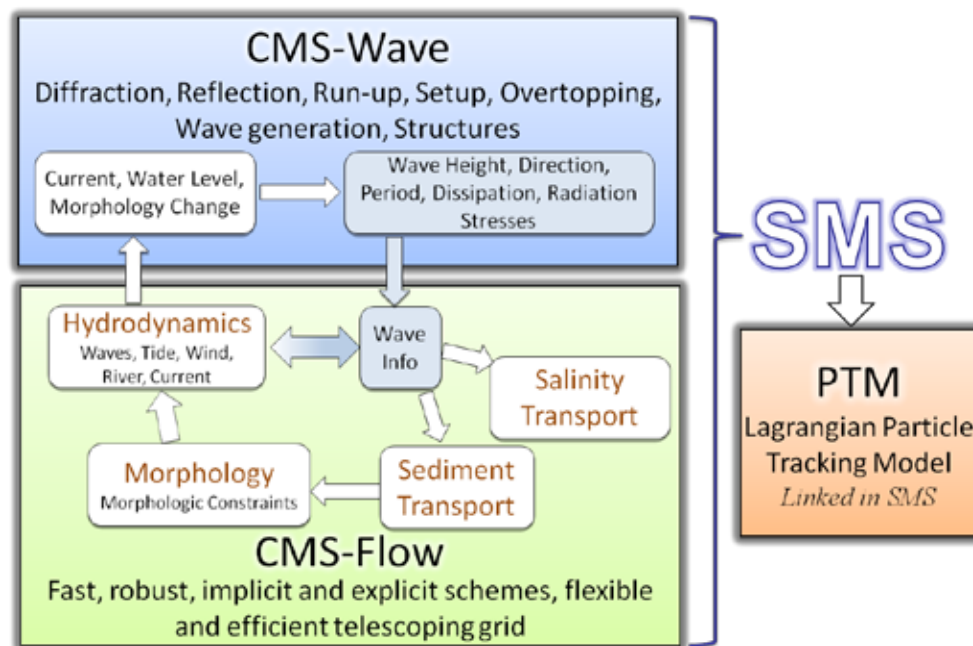 CMS-Wave
Diffraction, Reflection, Run-up, Setup, Overtopping,
Wave generation, Structures
Current, Water Level,
Morphology Change
Wave Height, Direction,
Period, Dissipation, Radiation
Stresses
Hydrodynamics
Waves, Tide, Wind,
River, Current
Wave
Info
Salinity
Transport
Morphology
Morphologic Constraints
Sediment
Transport
CMS-Flow
Fast, robust, implicit and explicit schemes, flexible
and efficient telescoping grid
SMS
PTM
Lagrangian Particle
Tracking Model
Linked in SMS